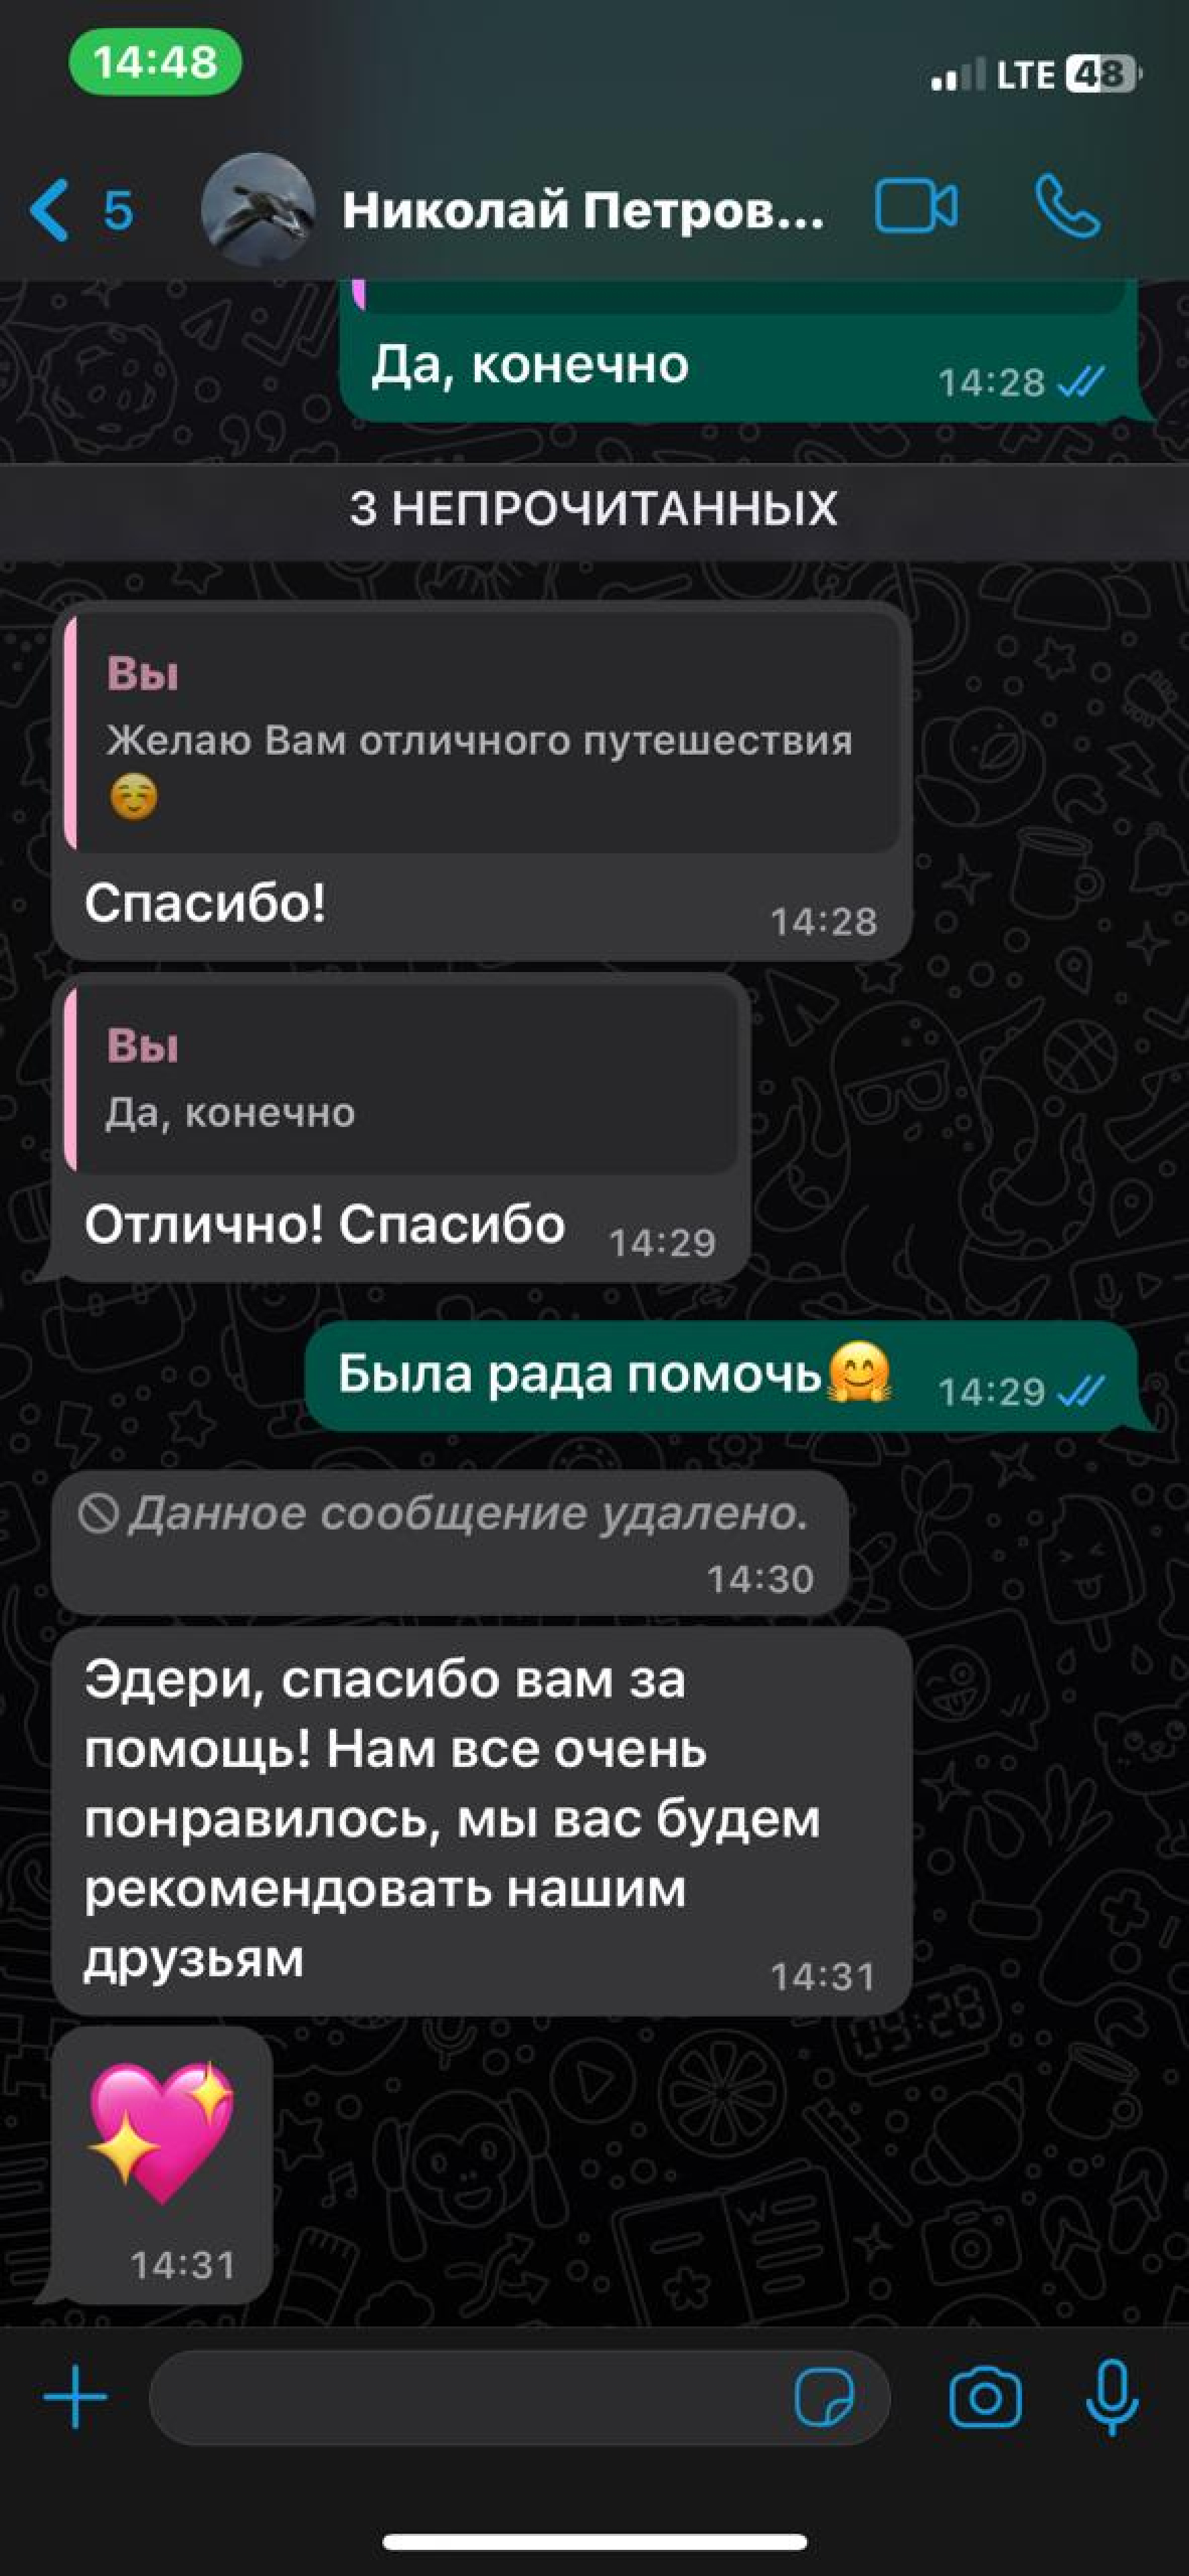 14:48
LTE 48
5
Николай Петров...
Да, конечно
14:28
3 НЕПРОЧИТАННЫХ
Вы
Желаю Вам отличного путешествия
☺️
Спасибо!
14:28
Вы
Да, конечно
Отлично! Спасибо
14:29
Была рада помочь🤗
14:29
Данное сообщение удалено.
14:30
Эдери, спасибо вам за
помощь! Нам все очень
понравилось, мы вас будем
рекомендовать нашим
друзьям
14:31
💖
14:31